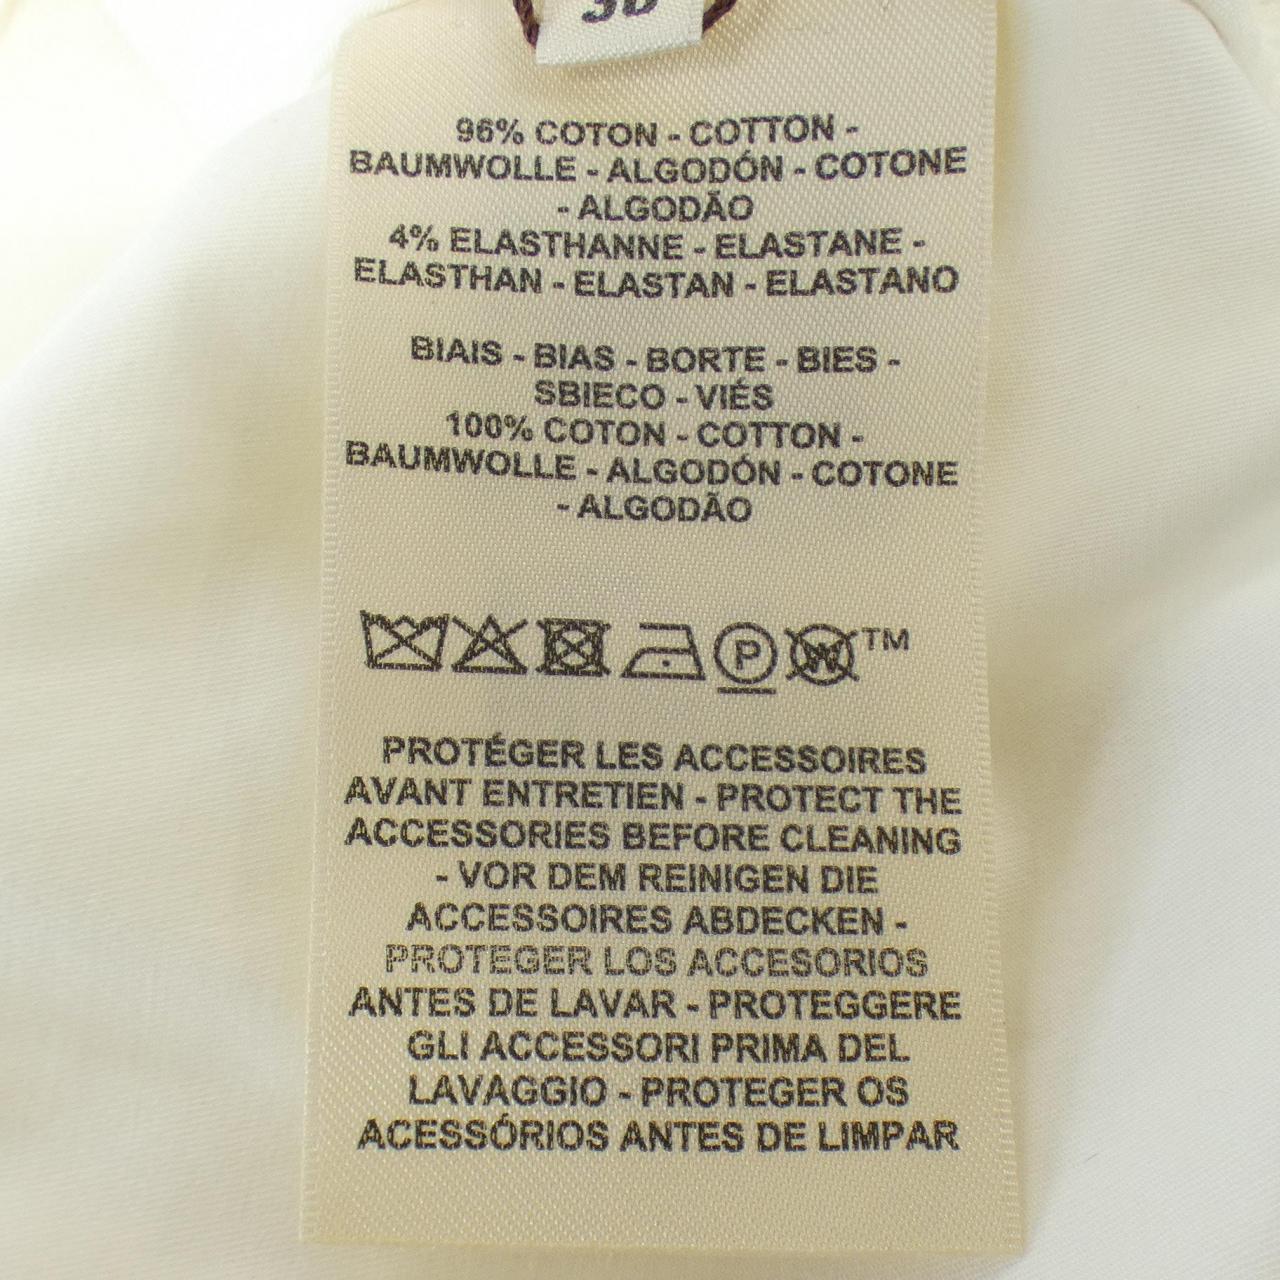 96% COTON - COTTON -
BAUMWOLLE - ALGODÓN - COTONE
- ALGODÃO
4% ELASTHANNE - ELASTANE -
ELASTHAN - ELASTAN - ELASTANO
BIAIS - BIAS - BORTE - BIES -
SBIECO - VIÉS
100% COTON - COTTON -
BAUMWOLLE - ALGODÓN - COTONE
- ALGODÃO
P W ™
PROTÉGER LES ACCESSOIRES
AVANT ENTRETIEN - PROTECT THE
ACCESSORIES BEFORE CLEANING
- VOR DEM REINIGEN DIE
ACCESSOIRES ABDECKEN -
PROTEGER LOS ACCESORIOS
ANTES DE LAVAR - PROTEGGERE
GLI ACCESSORI PRIMA DEL
LAVAGGIO - PROTEGER OS
ACESSÓRIOS ANTES DE LIMPAR